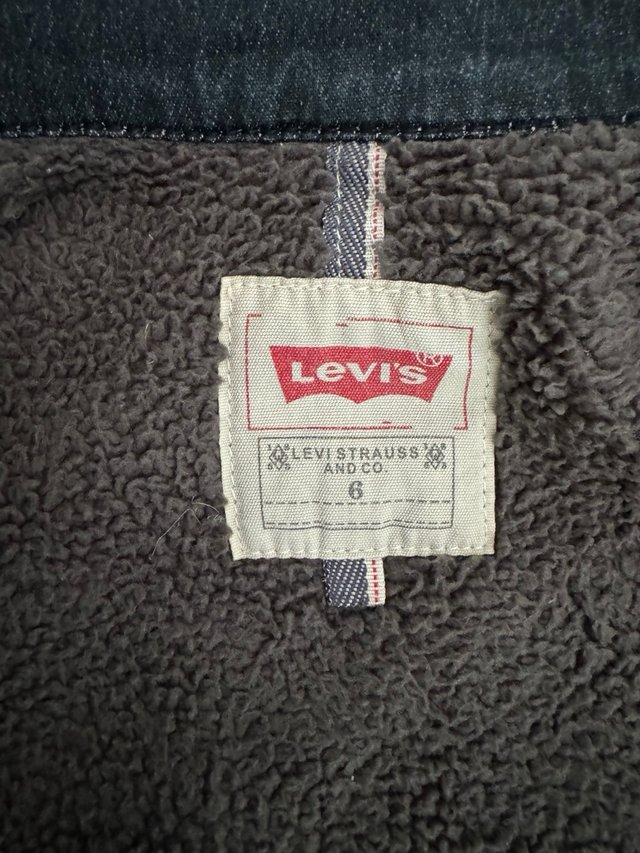 LEVI'S
®
LEVI STRAUSS
AND CO.
6